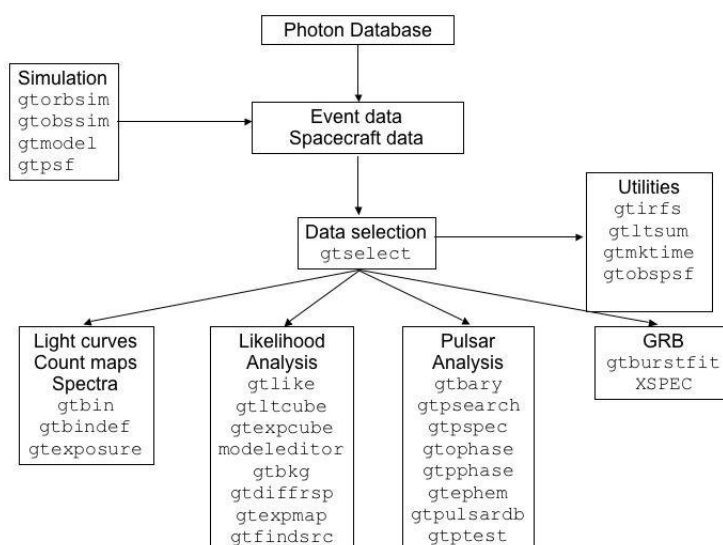 Photon Database
Simulation
gtorbsim
gtobssim
gtmodel
gtpsf
Event data
Spacecraft data
Utilities
gtirfs
gtltsum
gtmktime
gtobspsf
Data selection
gtselect
Light curves
Count maps
Spectra
gtbin
gtbindef
gtexposure
Likelihood
Analysis
gtlike
gtltcube
gtexpcube
modeleditor
gtbkg
gtdiffrsp
gtexpmap
gtfindsrc
Pulsar
Analysis
gtbary
gtpsearch
gtpspec
gtophase
gtpphase
gtephem
gtpulsardb
gtptest
GRB
gtburstfit
XSPEC